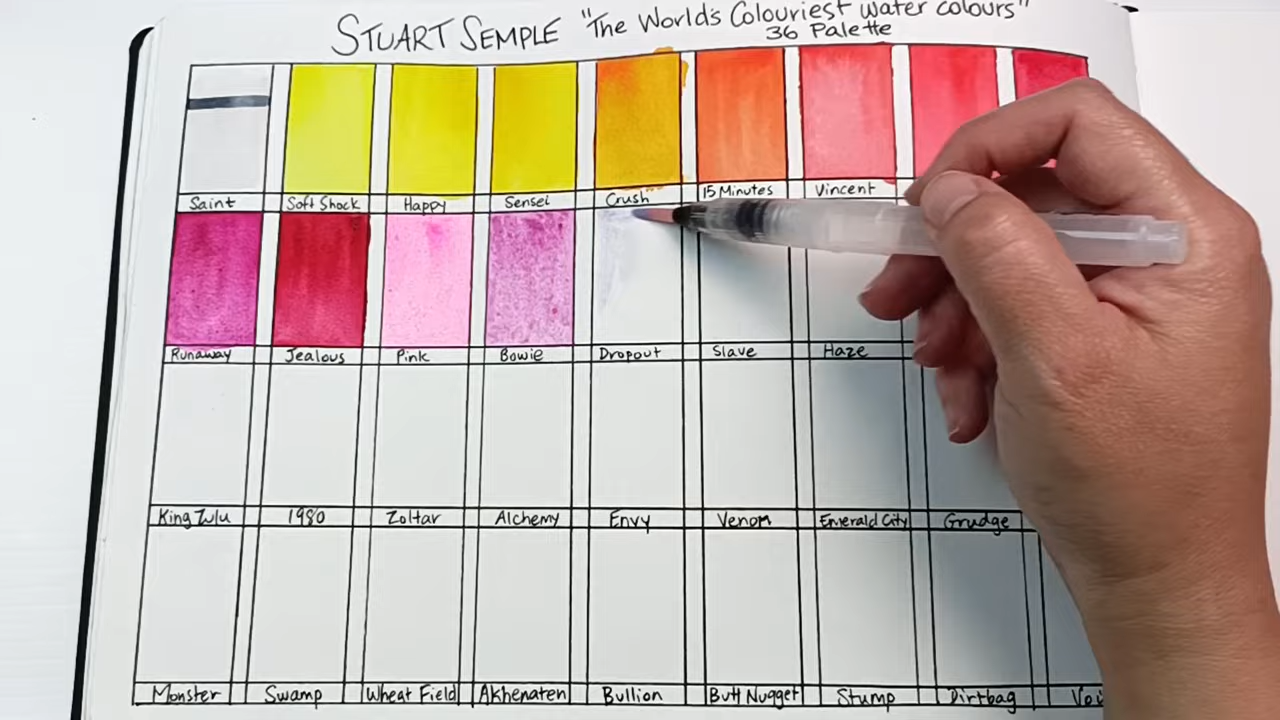 STUART SEMPLE "The World's Colouriest water colours"
36 Palette
Saint Soft Shock Happy Sensei Crush 15 Minutes Vincent
Runaway Jealous Pink Bowie Dropout Slave Haze
King Zulu 1980 Zoltar Alchemy Envy Venom Emerald City Grudge
Monster Swamp Wheat Field Akhenaten Bullion Butt Nugget Stump Dirtbag